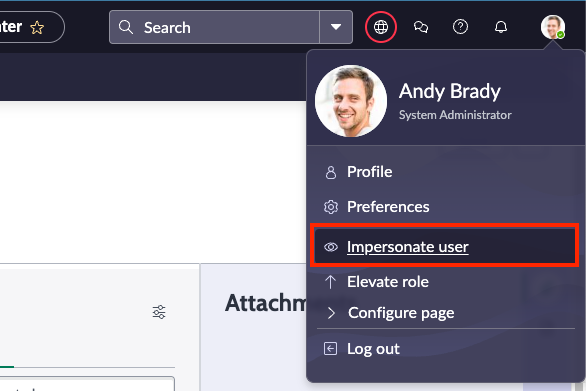 nter
Search
Andy Brady
System Administrator
Profile
Preferences
Impersonate user
Elevate role
Configure page
Log out
Attachm